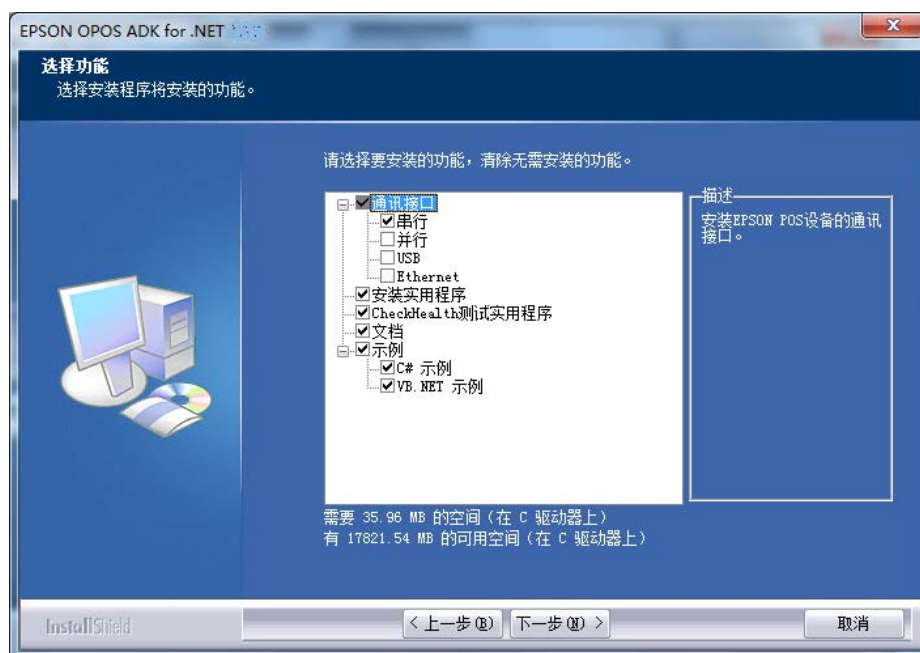 EPSON OPOS ADK for .NET
选择功能
选择安装程序将安装的功能。
请选择要安装的功能，清除无需安装的功能。
通讯接口
串行
并行
USB
Ethernet
安装实用程序
CheckHealth测试实用程序
文档
示例
C# 示例
VB.NET 示例
描述
安装EPSON POS设备的通讯
接口。
需要 35.96 MB 的空间（在 C 驱动器上）
有 17821.54 MB 的可用空间（在 C 驱动器上）
InstallShield
< 上一步(B)
下一步(N) >
取消